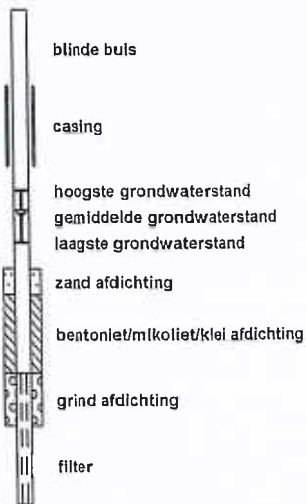 blinde buis
casing
hoogste grondwaterstand
gemiddelde grondwaterstand
laagste grondwaterstand
zand afdichting
bentoniet/mikoliet/klei afdichting
grind afdichting
filter